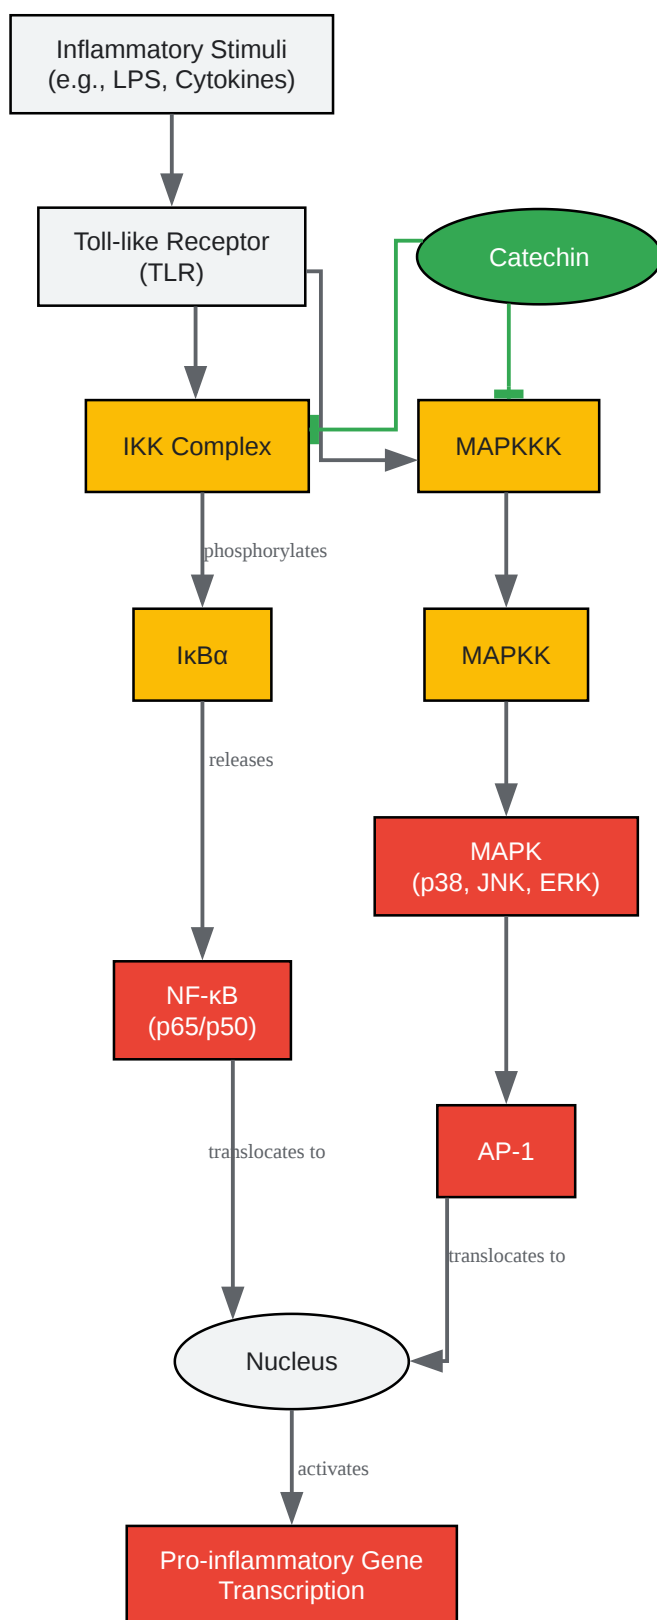 Inflammatory Stimuli
(e.g., LPS, Cytokines)
Toll-like Receptor
(TLR)
Catechin
IKK Complex
MAPKKK
phosphorylates
IκBα
MAPKK
releases
MAPK
(p38, JNK, ERK)
NF-κB
(p65/p50)
translocates to
AP-1
translocates to
Nucleus
activates
Pro-inflammatory Gene
Transcription